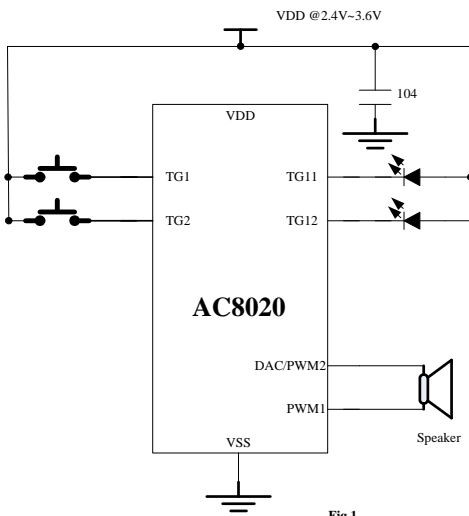 VDD @2.4V~3.6V
104
VDD
TG1
TG11
TG2
TG12
AC8020
DAC/PWM2
PWM1
Speaker
VSS
Fig 1